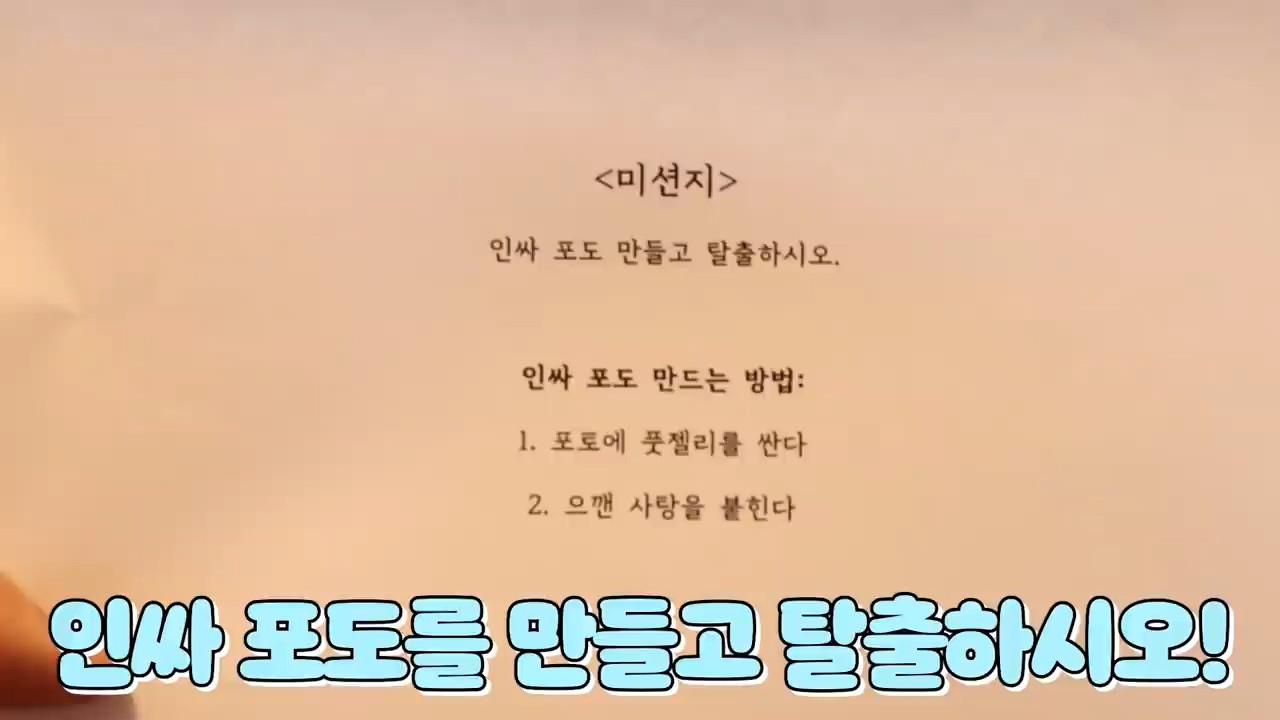 <미션지>
인싸 포도 만들고 탈출하시오.
인싸 포도 만드는 방법:
1. 포토에 풋젤리를 싼다
2. 으깬 사탕을 붙힌다
인싸 포도를 만들고 탈출하시오!